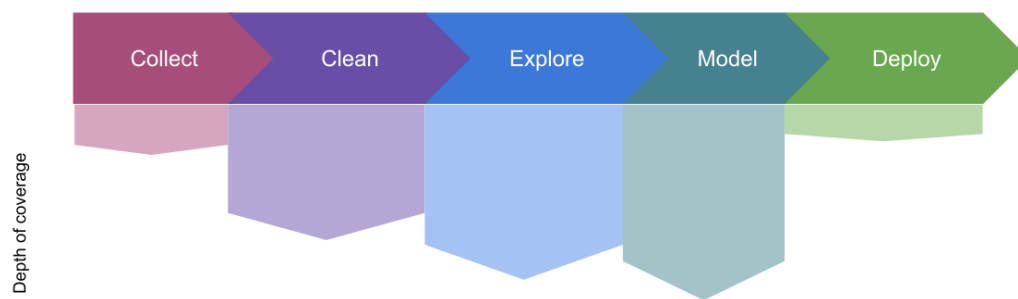 Collect
Clean
Explore
Model
Deploy
Depth of coverage